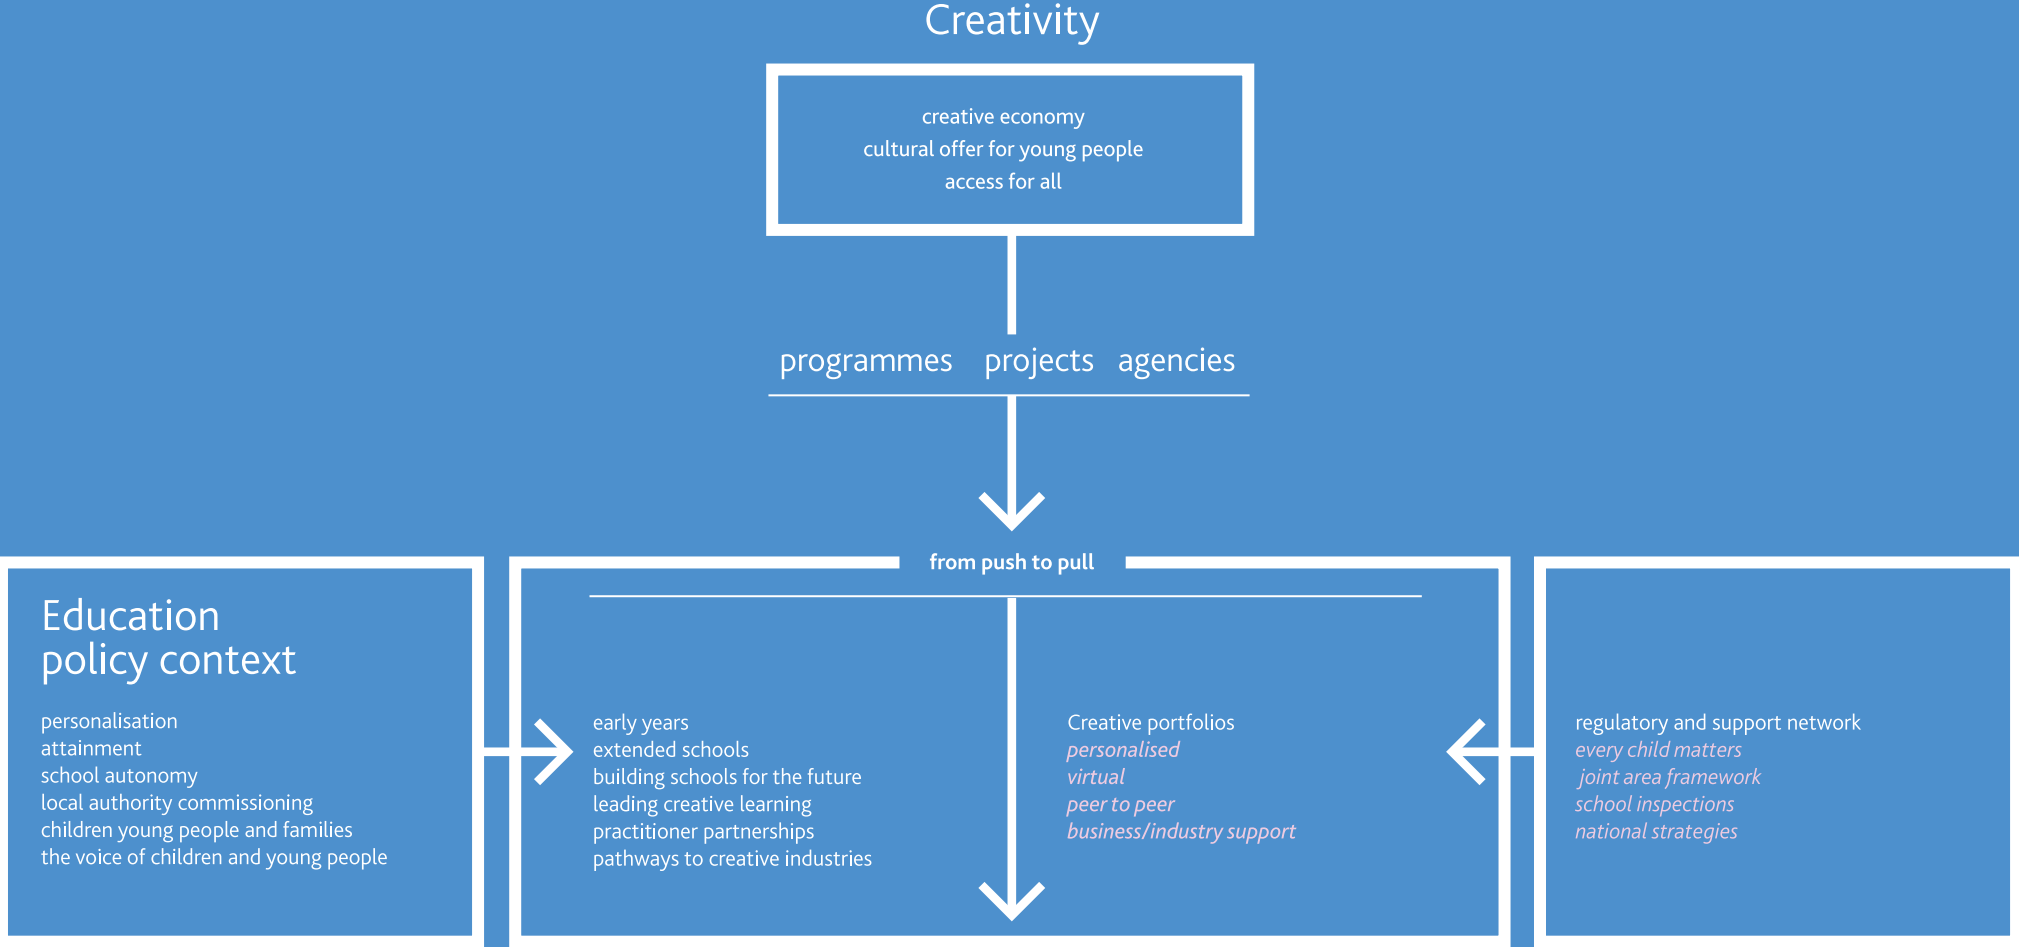 Creativity
creative economy
cultural offer for young people
access for all
programmes projects agencies
from push to pull
Education
policy context
personalisation
attainment
school autonomy
local authority commissioning
children young people and families
the voice of children and young people
early years
extended schools
building schools for the future
leading creative learning
practitioner partnerships
pathways to creative industries
Creative portfolios
personalised
virtual
peer to peer
business/industry support
regulatory and support network
every child matters
joint area framework
school inspections
national strategies